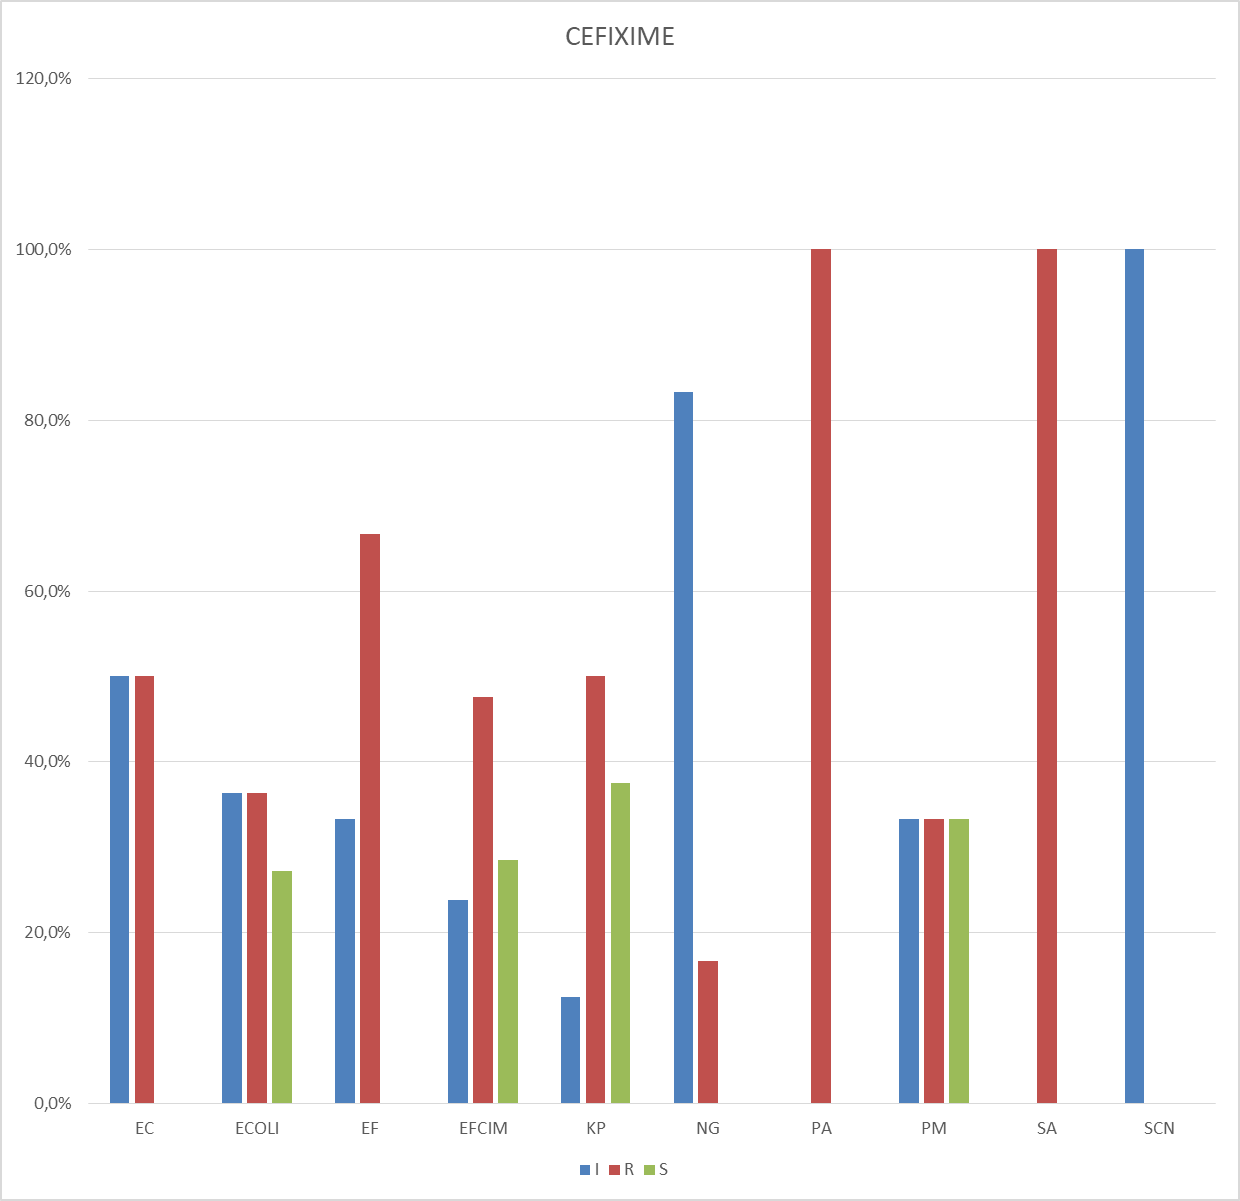 CEFIXIME
120,0%
100,0%
80,0%
60,0%
40,0%
20,0%
0,0%
EC ECOLI EF EFCIM KP NG PA PM SA SCN
I R S